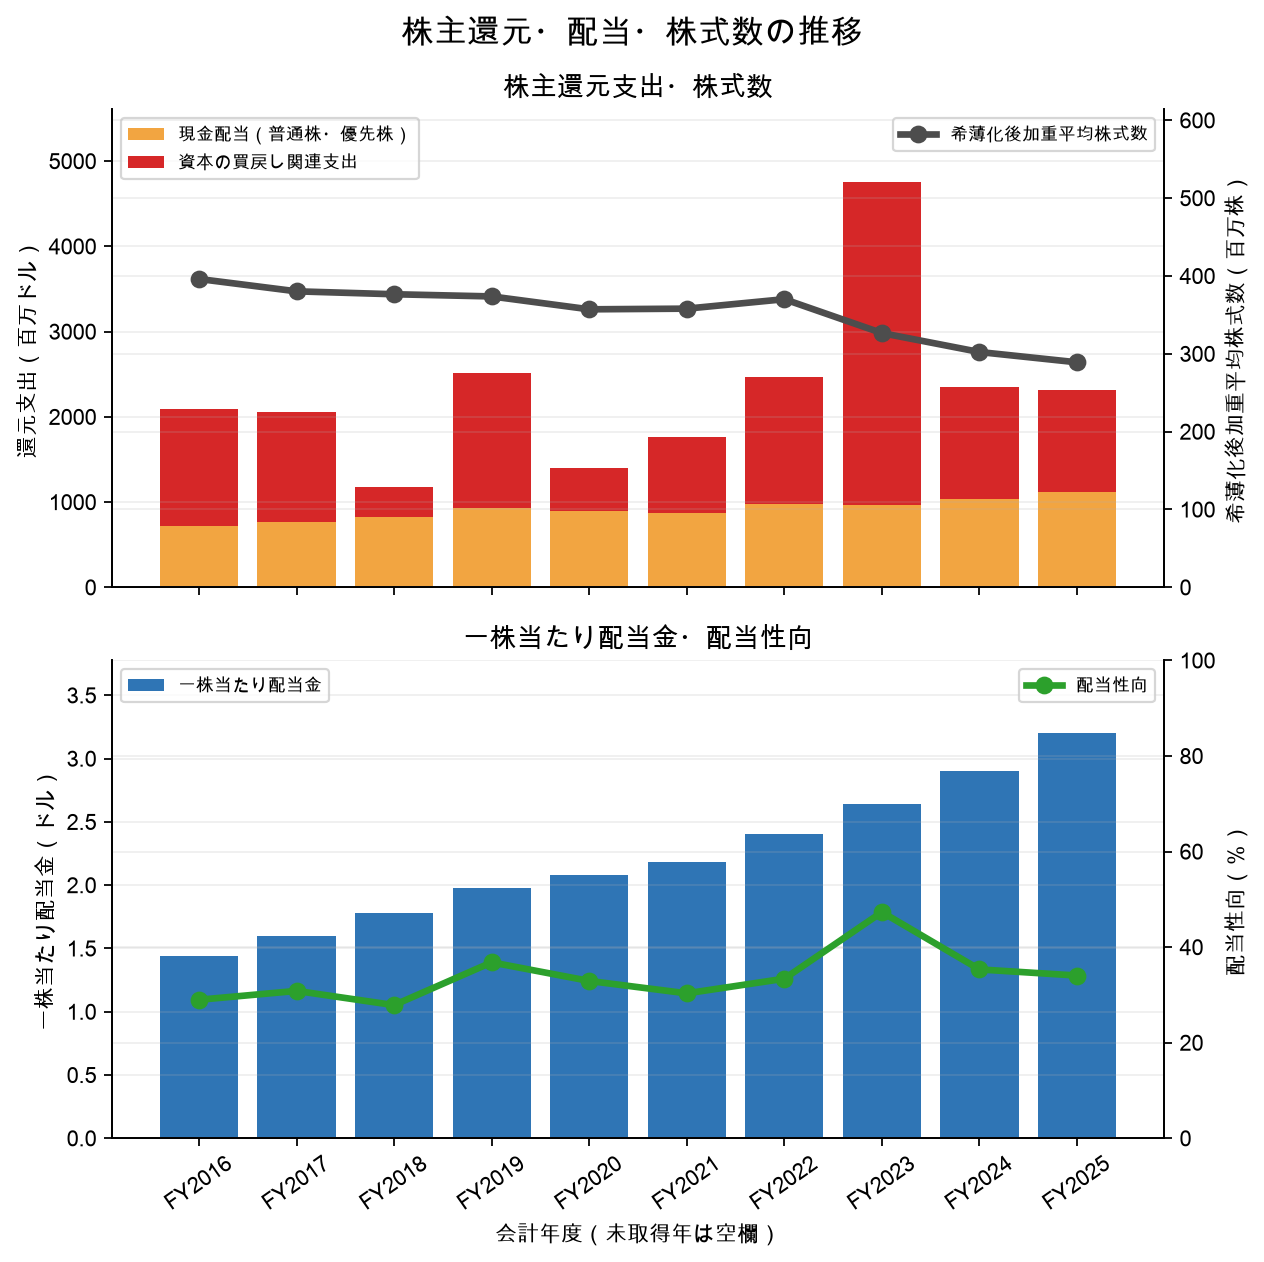 株主還元・配当・株式数の推移
株主還元支出・株式数
現金配当 ( 普通株・優先株 )
資本の買戻し関連支出
希薄化後加重平均株式数
還元支出 ( 百万ドル )
5000
4000
3000
2000
1000
0
600
500
400
300
200
100
0
希薄化後加重平均株式数 ( 百万株 )
一株当たり配当金・配当性向
一株当たり配当金
配当性向
一株当たり配当金 ( ドル )
3.5
3.0
2.5
2.0
1.5
1.0
0.5
0.0
100
80
60
40
20
0
配当性向 ( % )
FY2016 FY2017 FY2018 FY2019 FY2020 FY2021 FY2022 FY2023 FY2024 FY2025
会計年度 ( 未取得年は空欄 )